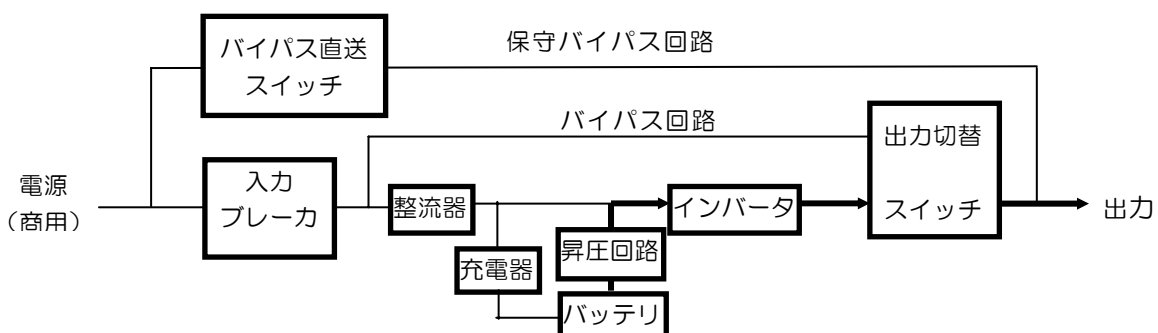 バイパス直送
スイッチ
保守バイパス回路
バイパス回路
出力切替
スイッチ
電源
（商用）
入力
ブレーカ
整流器
インバータ
出力
充電器
昇圧回路
バッテリ